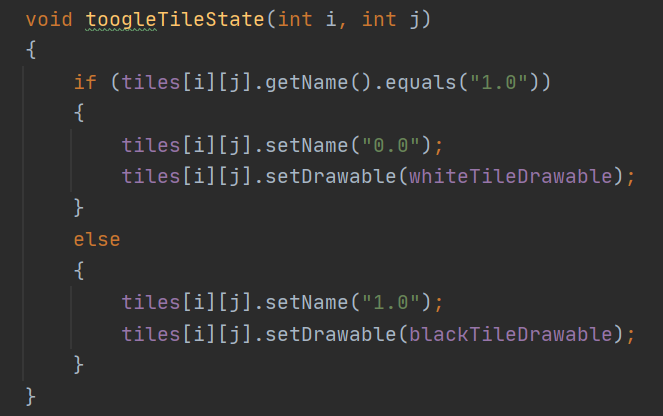 void toogleTileState(int i, int j)
{
if (tiles[i][j].getName().equals("1.0"))
{
tiles[i][j].setName("0.0");
tiles[i][j].setDrawable(whiteTileDrawable);
}
else
{
tiles[i][j].setName("1.0");
tiles[i][j].setDrawable(blackTileDrawable);
}
}